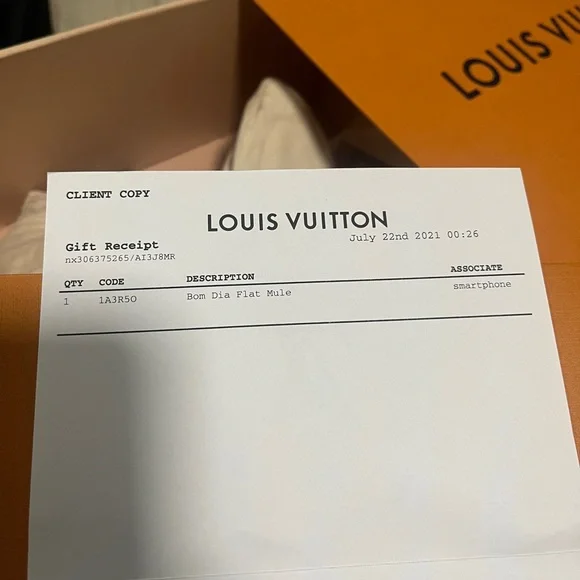 LOUIS VUI
CLIENT COPY
LOUIS VUITTON
July 22nd 2021 00:26
Gift Receipt
nx306375265/AI3J8MR
QTY CODE DESCRIPTION ASSOCIATE
1 1A3R5O Bom Dia Flat Mule smartphone